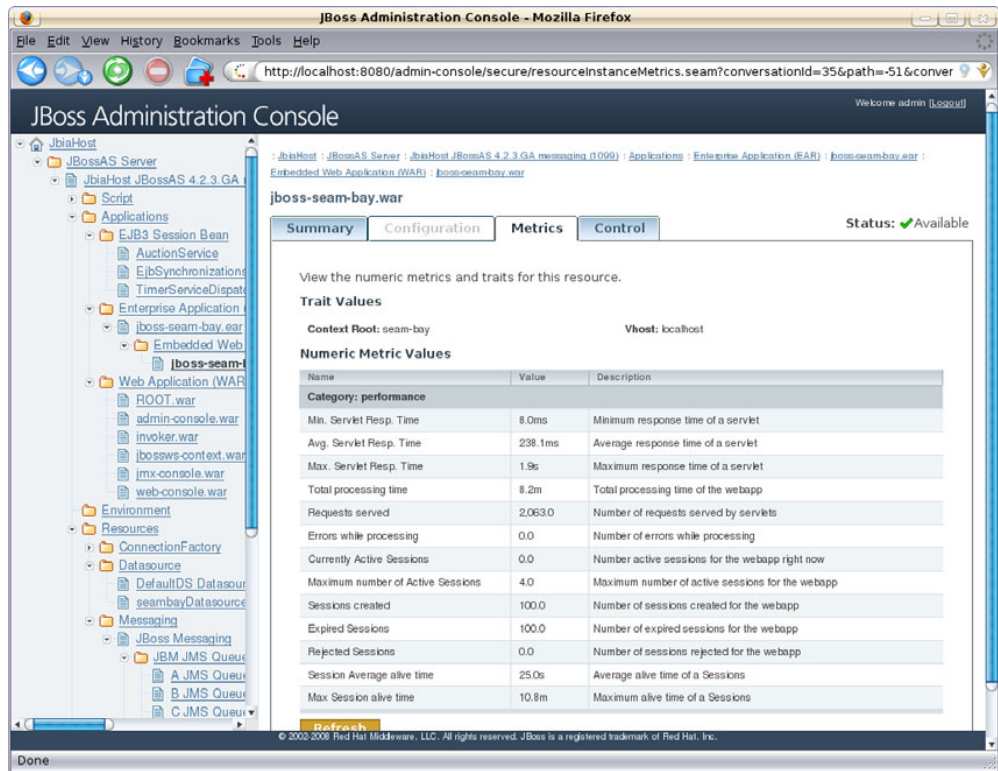 JBoss Administration Console - Mozilla Firefox
File Edit View History Bookmarks Tools Help
http://localhost:8080/admin-console/secure/resourceInstanceMetrics.seam?conversationId=35&path=-51&conver
JBoss Administration Console
Welcome admin [Logout]
JbiaHost
JBossAS Server
JbiaHost JBossAS 4.2.3.GA
Script
Applications
EJB3 Session Bean
AuctionService
EjbSynchronizations
TimerServiceDispat
Enterprise Application
jboss-seam-bay.ear
Embedded Web
jboss-seam-
Web Application (WAR
ROOT.war
admin-console.war
invoker.war
jbossws-context.war
jmx-console.war
web-console.war
Environment
Resources
ConnectionFactory
Datasource
DefaultDS Datasour
seambayDatasource
Messaging
JBoss Messaging
JBM JMS Queue
A JMS Queu
B JMS Queu
C JMS Queu
: JbiaHost : JBossAS Server : JbiaHost JBossAS 4.2.3.GA messaging (1099) : Applications : Enterprise Application (EAR) : jboss-seam-bay.ear :
Embedded Web Application (WAR) : jboss-seam-bay.war
jboss-seam-bay.war
Summary Configuration Metrics Control
Status: Available
View the numeric metrics and traits for this resource.
Trait Values
Context Root: seam-bay Vhost: localhost
Numeric Metric Values
Name Value Description
Category: performance
Min. Servlet Resp. Time 8.0ms Minimum response time of a servlet
Avg. Servlet Resp. Time 238.1ms Average response time of a servlet
Max. Servlet Resp. Time 1.9s Maximum response time of a servlet
Total processing time 8.2m Total processing time of the webapp
Requests served 2,063.0 Number of requests served by servlets
Errors while processing 0.0 Number of errors while processing
Currently Active Sessions 0.0 Number active sessions for the webapp right now
Maximum number of Active Sessions 4.0 Maximum number of active sessions for the webapp
Sessions created 100.0 Number of sessions created for the webapp
Expired Sessions 100.0 Number of expired sessions for the webapp
Rejected Sessions 0.0 Number of sessions rejected for the webapp
Session Average alive time 25.0s Average alive time of a Sessions
Max Session alive time 10.8m Maximum alive time of a Sessions
Refresh
© 2002-2008 Red Hat Middleware, LLC. All rights reserved. JBoss is a registered trademark of Red Hat, Inc.
Done